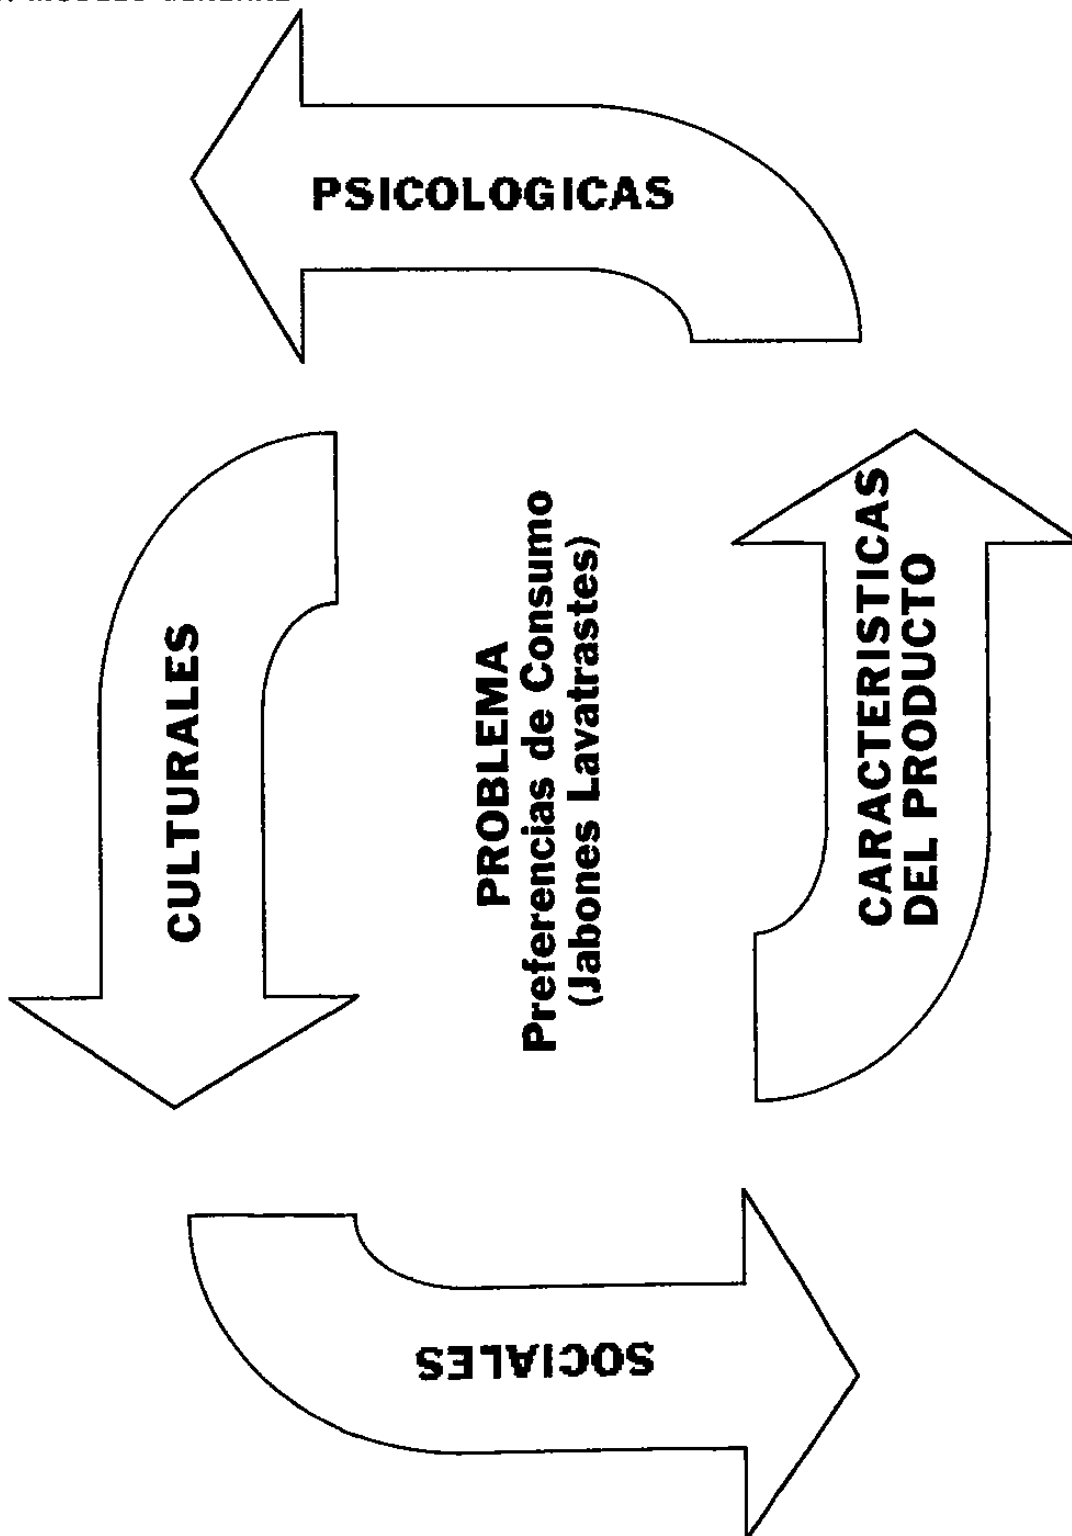 PSICOLOGICAS
CULTURALES
PROBLEMA
Preferencias de Consumo
(Jabones Lavatrastes)
CARACTERISTICAS
DEL PRODUCTO
SOCIALES